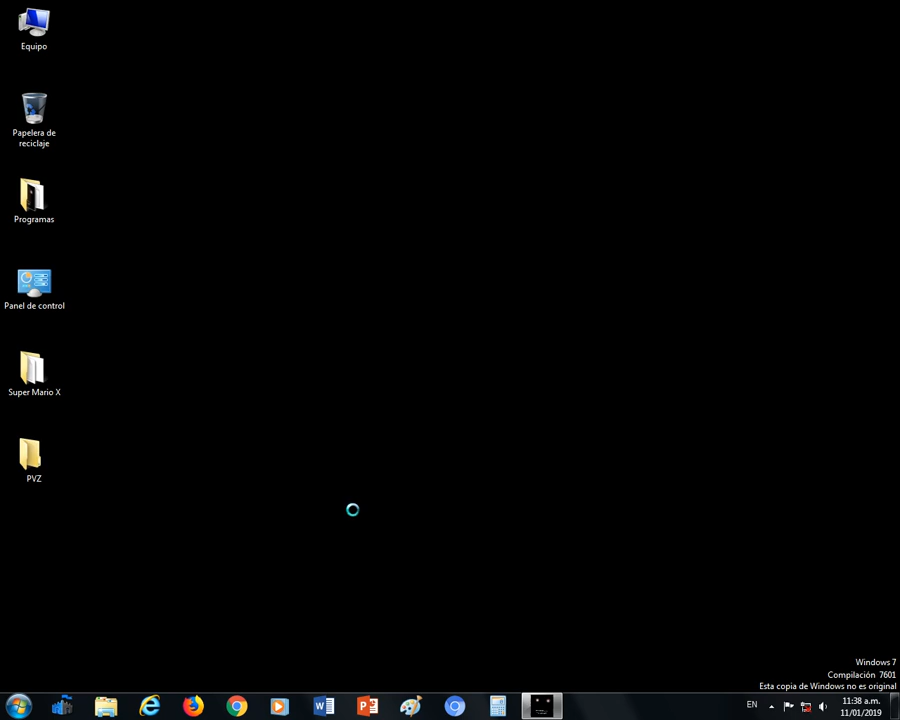 Equipo
Papelera de
reciclaje
Programas
Panel de control
Super Mario X
PVZ
Windows 7
Compilación 7601
Esta copia de Windows no es original
EN
11:38 a.m.
11/01/2019